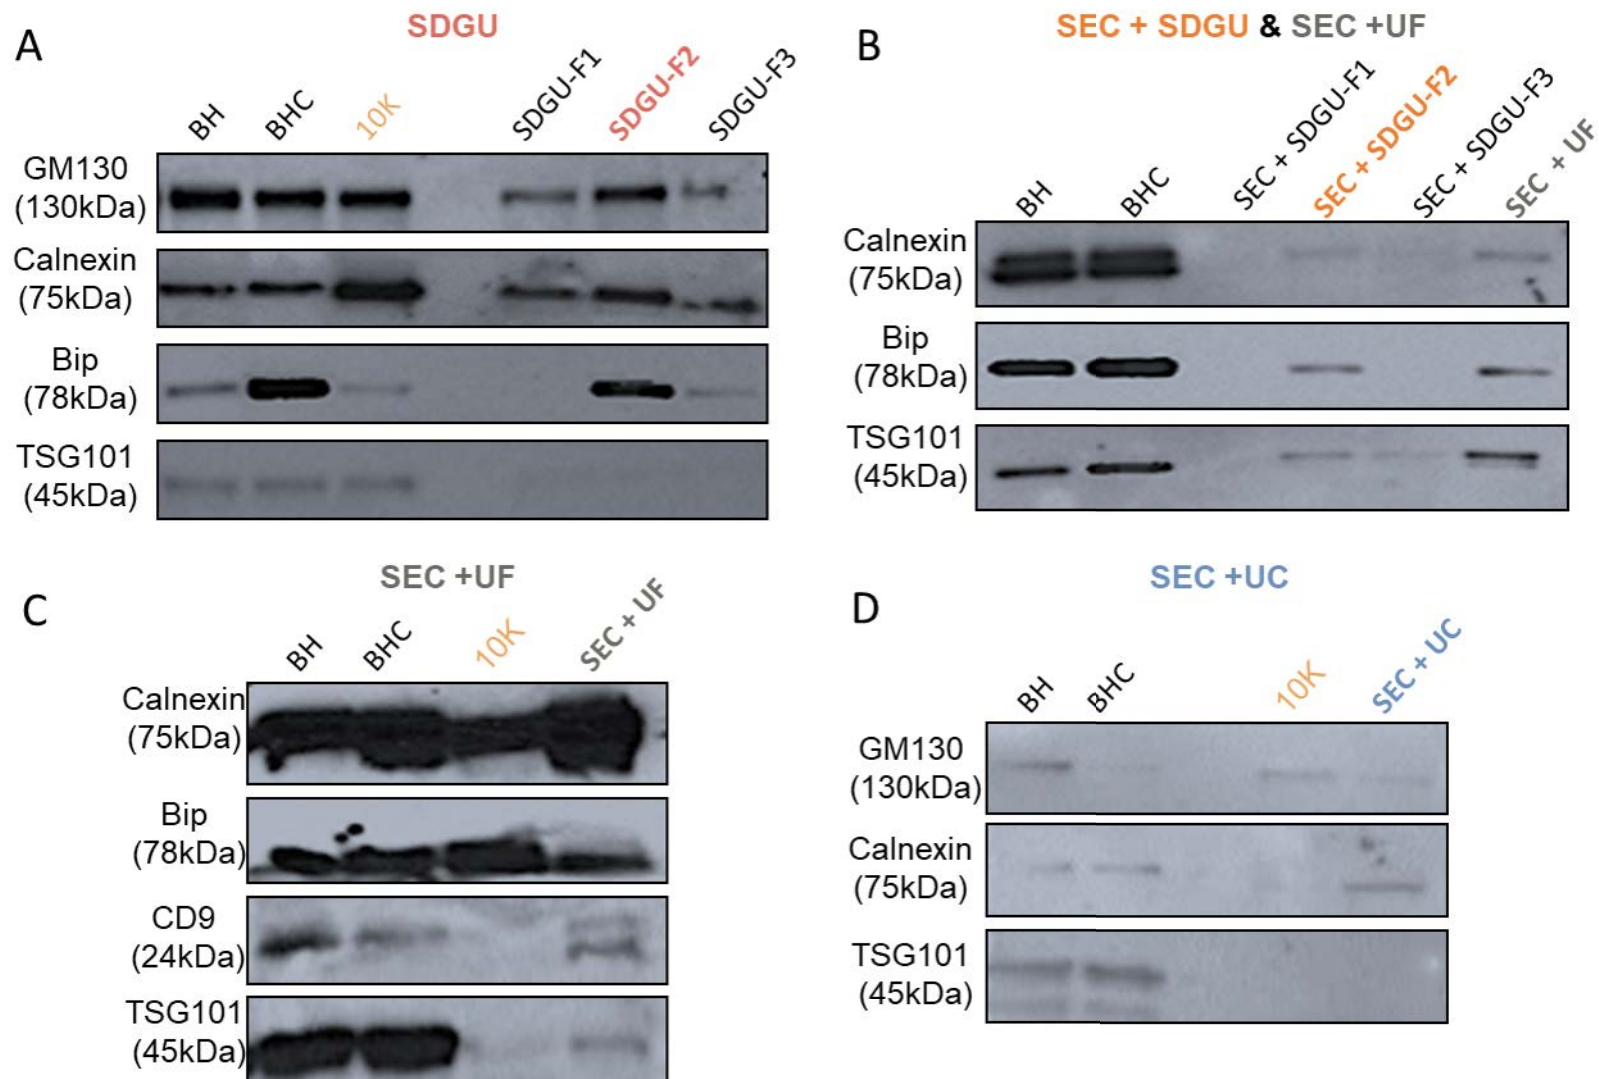 A
SDGU
BH
BHC
10K
SDGU-F1
SDGU-F2
SDGU-F3
GM130
(130kDa)
Calnexin
(75kDa)
Bip
(78kDa)
TSG101
(45kDa)
B
SEC + SDGU & SEC +UF
BH
BHC
SEC + SDGU-F1
SEC + SDGU-F2
SEC + SDGU-F3
SEC + UF
Calnexin
(75kDa)
Bip
(78kDa)
TSG101
(45kDa)
C
SEC +UF
BH
BHC
10K
SEC + UF
Calnexin
(75kDa)
Bip
(78kDa)
CD9
(24kDa)
TSG101
(45kDa)
D
SEC +UC
BH
BHC
10K
SEC + UC
GM130
(130kDa)
Calnexin
(75kDa)
TSG101
(45kDa)